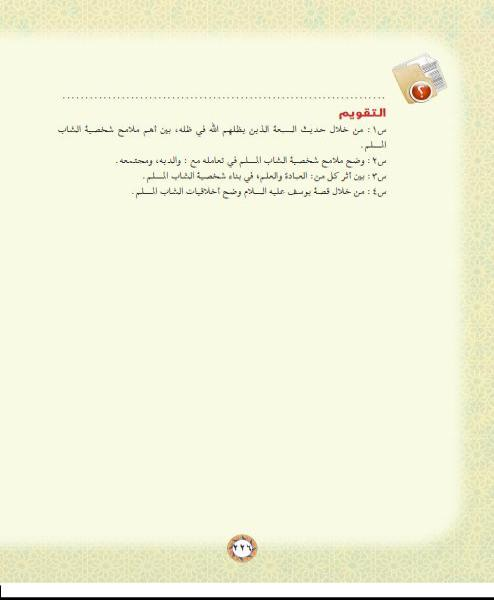 ؟
التقويم
س١: من خلال حديث السبعة الذين يظلهم الله في ظله، بين أهم ملامح شخصية الشاب
المسلم.
س٢: وضح ملامح شخصية الشاب المسلم في تعامله مع: والديه، ومجتمعه.
س٣: بين أثر كل من: العبادة والعلم، في بناء شخصية الشاب المسلم.
س٤: من خلال قصة يوسف عليه السلام وضح أخلاقيات الشاب المسلم.
٢٢٦